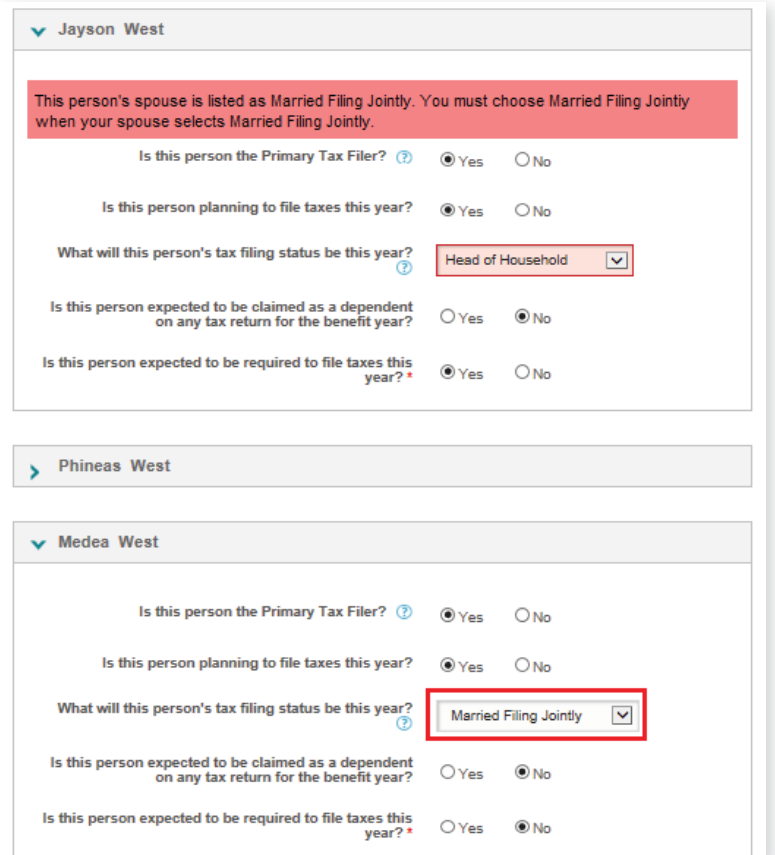 Jayson West
This person's spouse is listed as Married Filing Jointly. You must choose Married Filing Jointly
when your spouse selects Married Filing Jointly.
Is this person the Primary Tax Filer? ? Yes No
Is this person planning to file taxes this year? Yes No
What will this person's tax filing status be this year?
? Head of Household
Is this person expected to be claimed as a dependent
on any tax return for the benefit year? Yes No
Is this person expected to be required to file taxes this
year? * Yes No
Phineas West
Medea West
Is this person the Primary Tax Filer? ? Yes No
Is this person planning to file taxes this year? Yes No
What will this person's tax filing status be this year?
? Married Filing Jointly
Is this person expected to be claimed as a dependent
on any tax return for the benefit year? Yes No
Is this person expected to be required to file taxes this
year? * Yes No